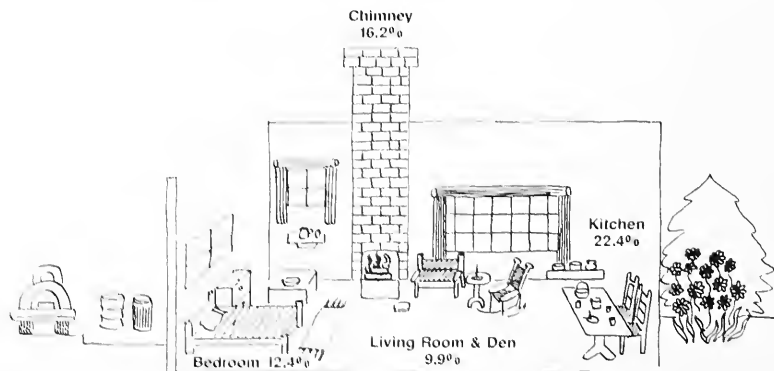 Chimney
16.2%
Kitchen
22.4%
Bedroom 12.4%
Living Room & Den
9.9%